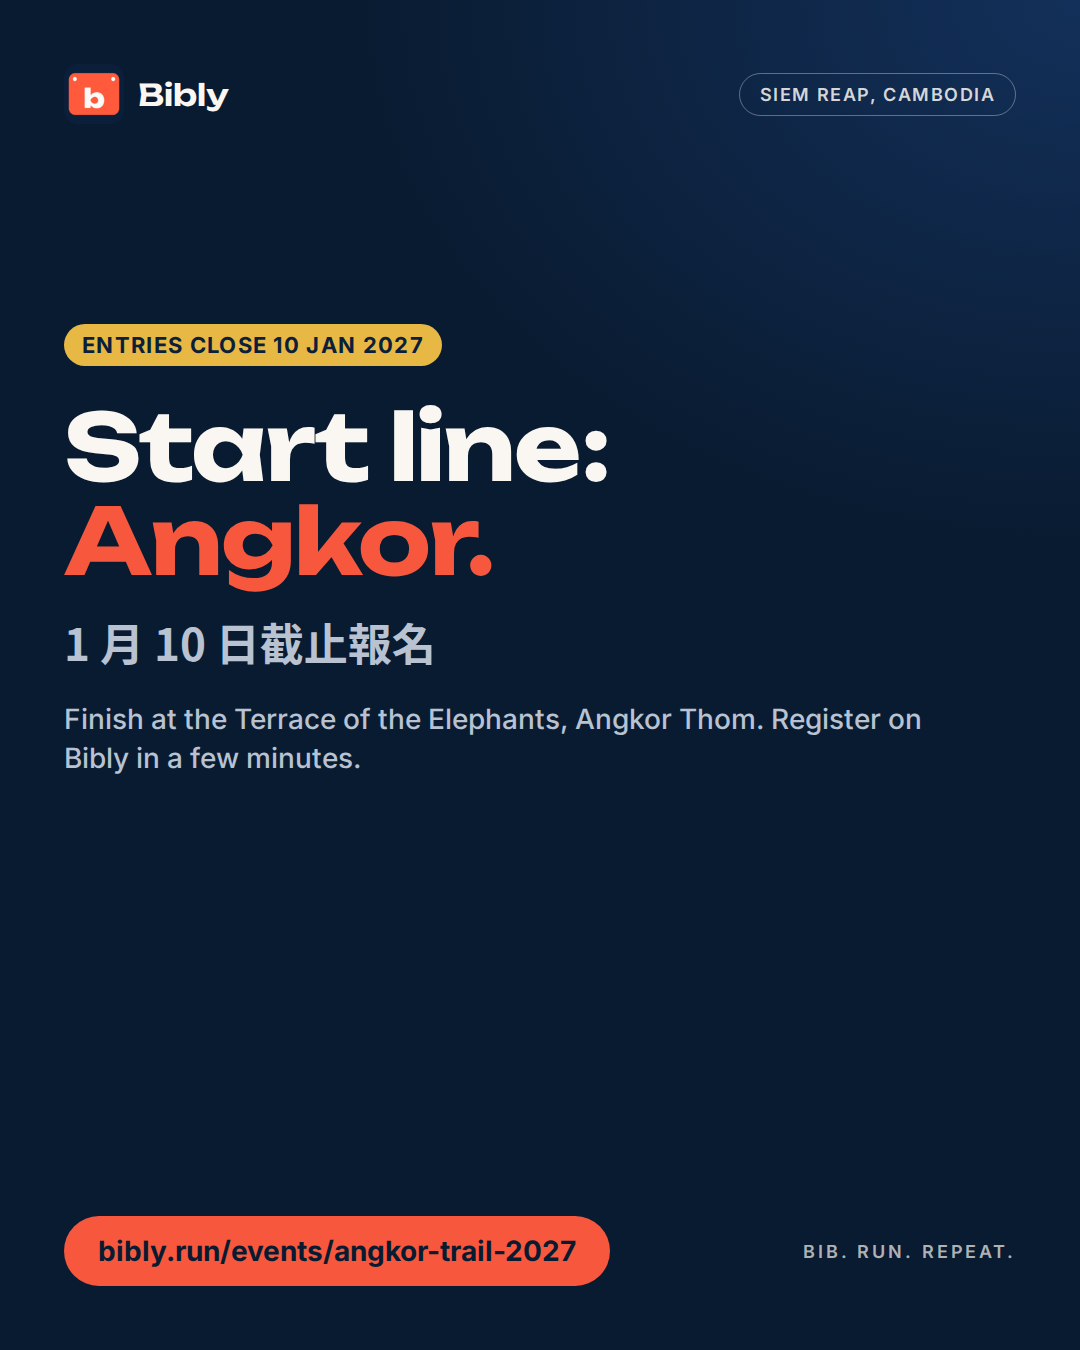 b Bibly
SIEM REAP, CAMBODIA
ENTRIES CLOSE 10 JAN 2027
Start line:
Angkor.
1 月 10 日截止報名
Finish at the Terrace of the Elephants, Angkor Thom. Register on
Bibly in a few minutes.
bibly.run/events/angkor-trail-2027
BIB. RUN. REPEAT.